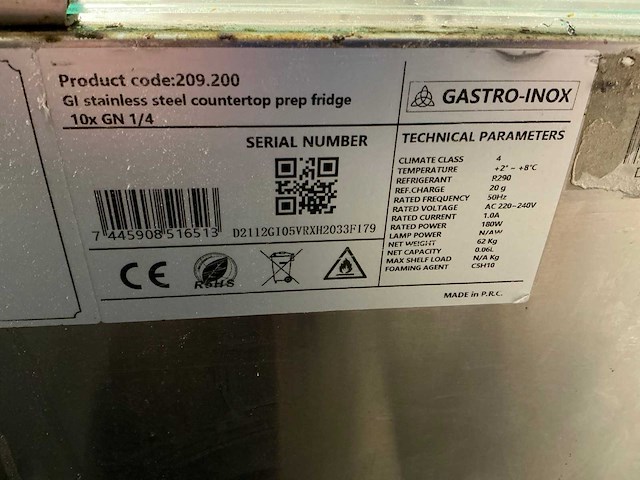 Product code:209.200
GI stainless steel countertop prep fridge
10x GN 1/4
GASTRO-INOX
SERIAL NUMBER
7 445908 516513
D2112GI05VRXH2033F179
CE
RoHS
TECHNICAL PARAMETERS
CLIMATE CLASS 4
TEMPERATURE +2° ~ +8°C
REFRIGERANT R290
REF.CHARGE 20 g
RATED FREQUENCY 50Hz
RATED VOLTAGE AC 220~240V
RATED CURRENT 1.0A
RATED POWER 180W
LAMP POWER N/AW
NET WEIGHT 62 Kg
NET CAPACITY 0.06L
MAX SHELF LOAD N/A Kg
FOAMING AGENT C5H10
MADE in P.R.C.